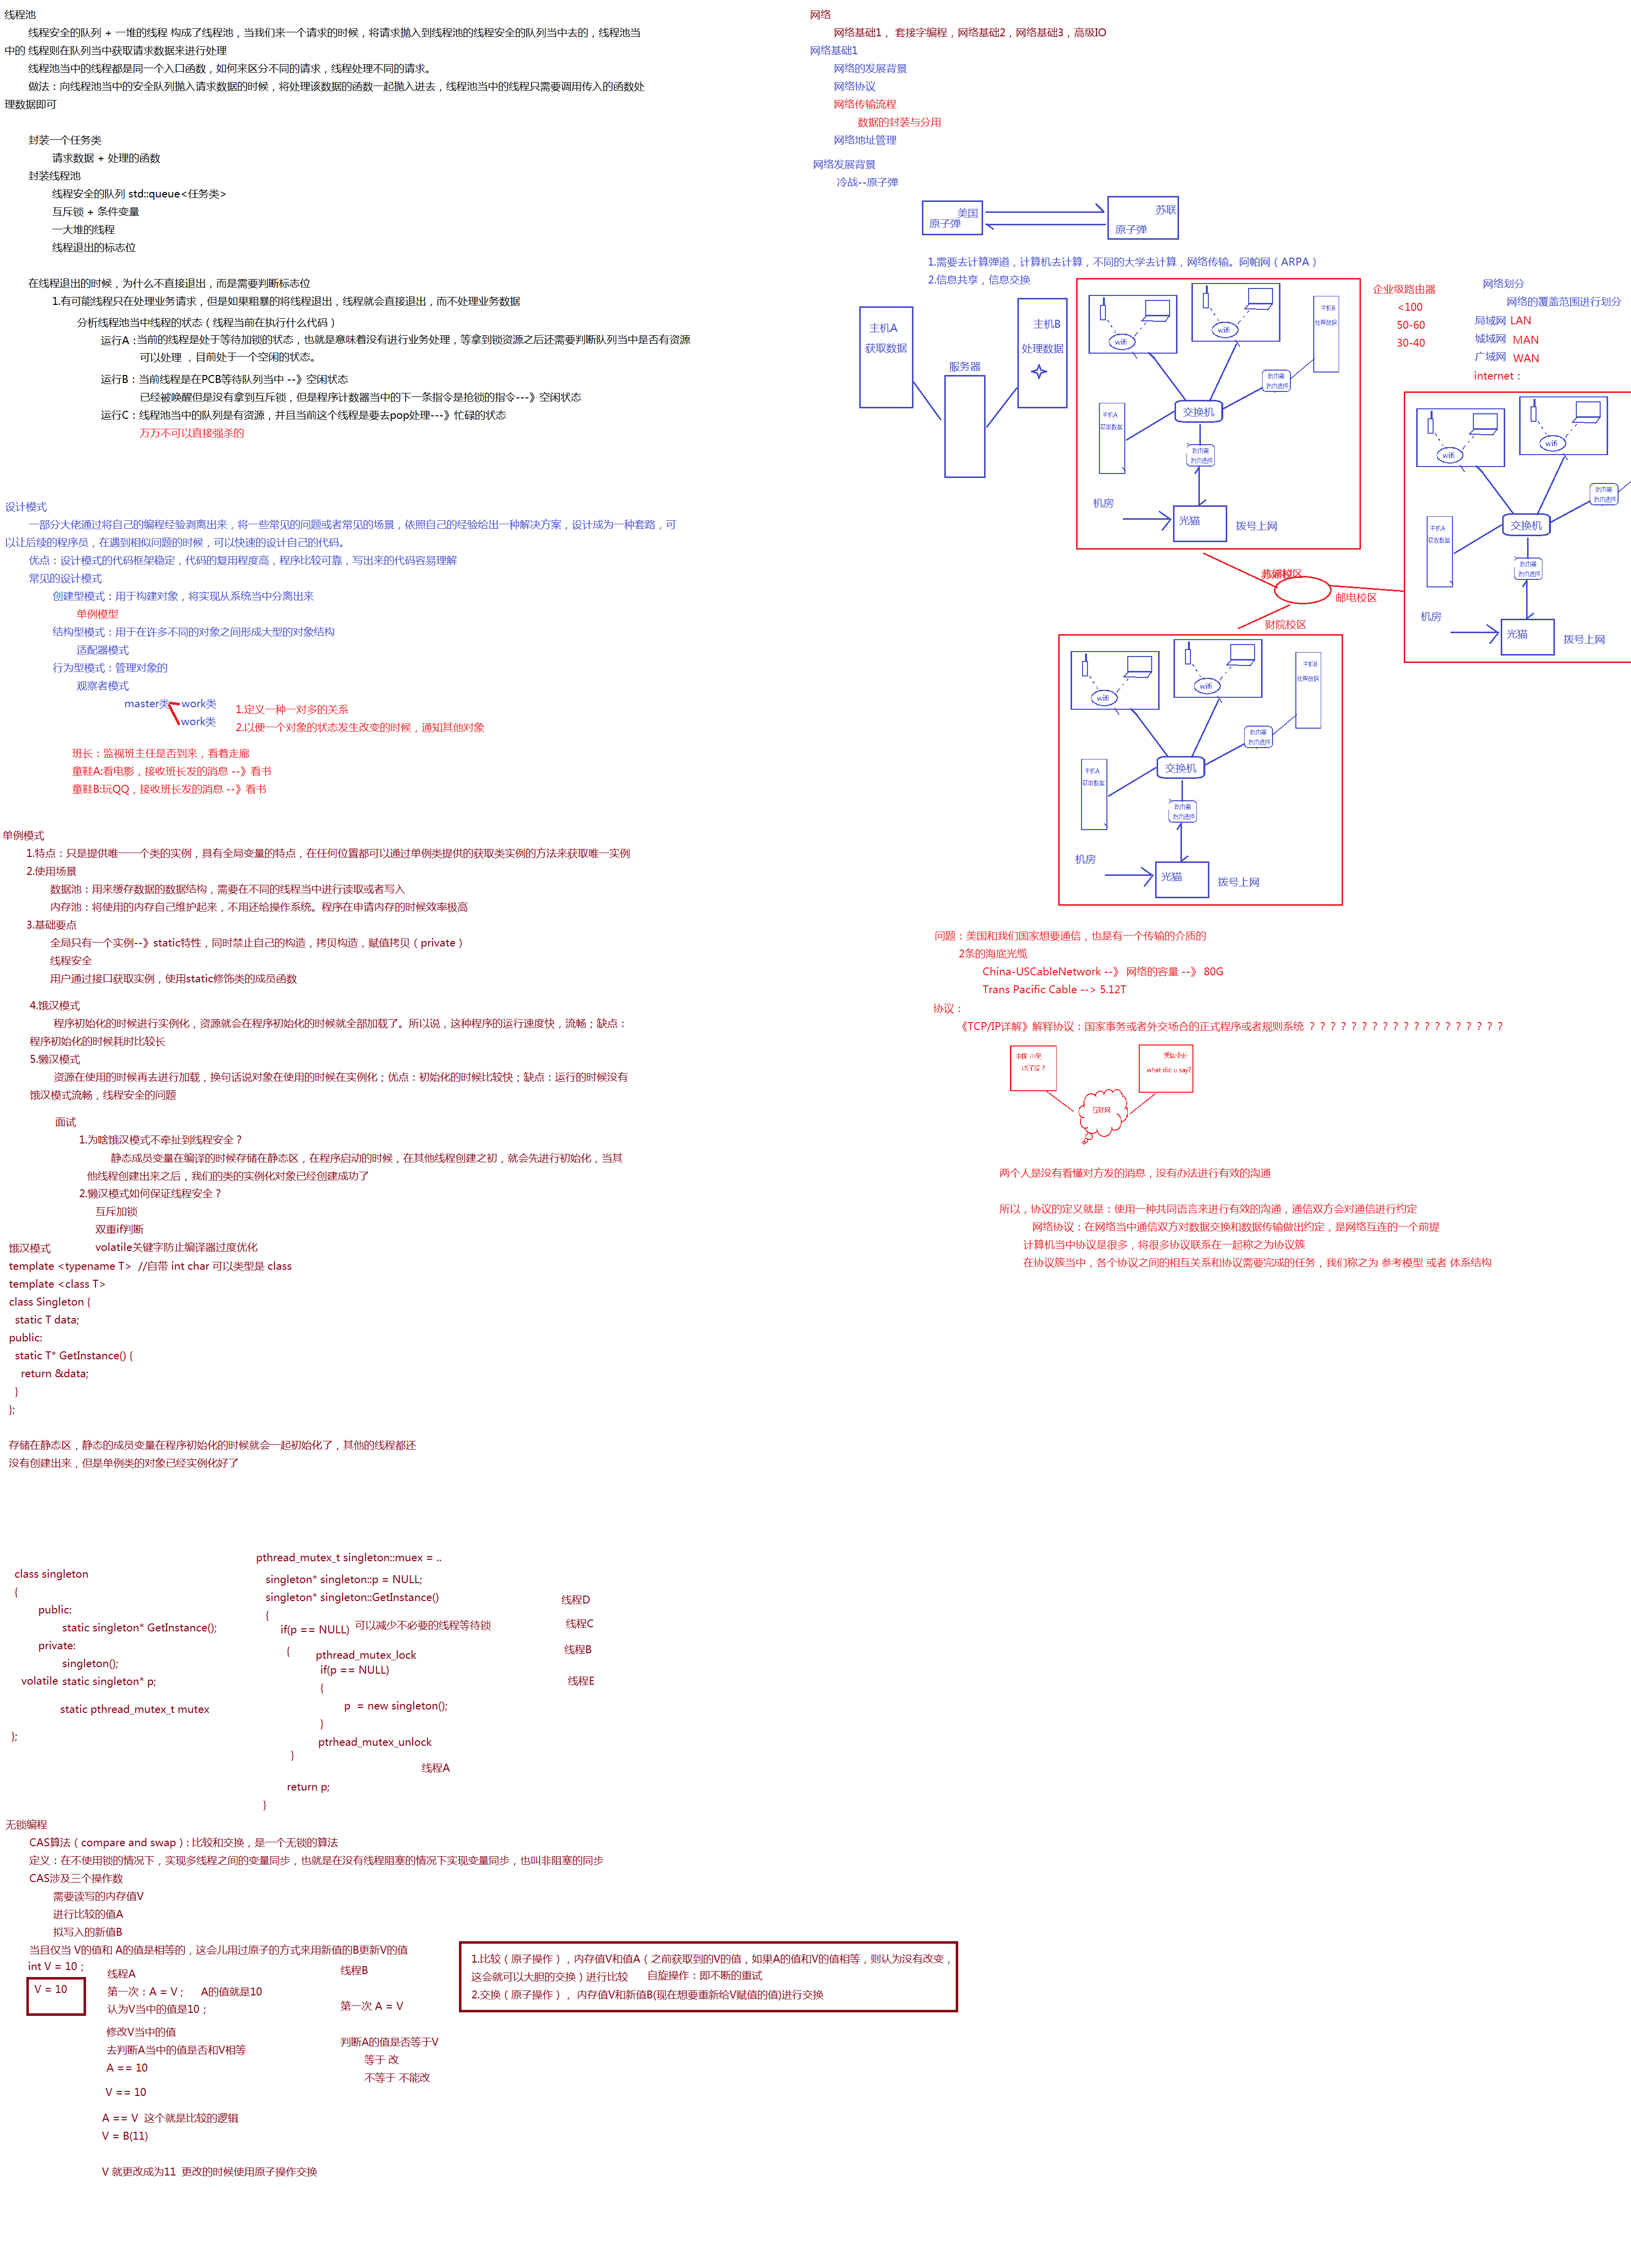 线程池
线程安全的队列 + 一堆的线程 构成了线程池，当我们来一个请求的时候，将请求抛入到线程池的线程安全的队列当中去的，线程池当
中的 线程则在队列当中获取请求数据来进行处理
线程池当中的线程都是同一个入口函数，如何来区分不同的请求，线程处理不同的请求。
做法：向线程池当中的安全队列抛入请求数据的时候，将处理该数据的函数一起抛入进去，线程池当中的线程只需要调用传入的函数处
理数据即可
封装一个任务类
请求数据 + 处理的函数
封装线程池
线程安全的队列 std::queue<任务类>
互斥锁 + 条件变量
一大堆的线程
线程退出的标志位
在线程退出的时候，为什么不直接退出，而是需要判断标志位
1.有可能线程只在处理业务请求，但是如果粗暴的将线程退出，线程就会直接退出，而不处理业务数据
分析线程池当中线程的状态（线程当前在执行什么代码）
运行A：当前的线程是处于等待加锁的状态，也就是意味着没有进行业务处理，等拿到锁资源之后还需要判断队列当中是否有资源
可以处理 ，目前处于一个空闲的状态。
运行B：当前线程是在PCB等待队列当中 --》空闲状态
已经被唤醒但是没有拿到互斥锁，但是程序计数器当中的下一条指令是抢锁的指令---》空闲状态
运行C：线程池当中的队列是有资源，并且当前这个线程是要去pop处理---》忙碌的状态
万万不可以直接强杀的
设计模式
一部分大佬通过将自己的编程经验剥离出来，将一些常见的问题或者常见的场景，依照自己的经验给出一种解决方案，设计成为一种套路，可
以让后续的程序员，在遇到相似问题的时候，可以快速的设计自己的代码。
优点：设计模式的代码框架稳定，代码的复用程度高，程序比较可靠，写出来的代码容易理解
常见的设计模式
创建型模式：用于构建对象，将实现从系统当中分离出来
单例模型
结构型模式：用于在许多不同的对象之间形成大型的对象结构
适配器模式
行为型模式：管理对象的
观察者模式
master类 work类
work类
1.定义一种一对多的关系
2.以便一个对象的状态发生改变的时候，通知其他对象
班长：监视班主任是否到来，看着走廊
童鞋A:看电影，接收班长发的消息 --》看书
童鞋B:玩QQ，接收班长发的消息 --》看书
单例模式
1.特点：只是提供唯一一个类的实例，具有全局变量的特点，在任何位置都可以通过单例类提供的获取类实例的方法来获取唯一实例
2.使用场景
数据池：用来缓存数据的数据结构，需要在不同的线程当中进行读取或者写入
内存池：将使用的内存自己维护起来，不用还给操作系统。程序在申请内存的时候效率极高
3.基础要点
全局只有一个实例--》static特性，同时禁止自己的构造，拷贝构造，赋值拷贝（private）
线程安全
用户通过接口获取实例，使用static修饰类的成员函数
4.饿汉模式
程序初始化的时候进行实例化，资源就会在程序初始化的时候就全部加载了。所以说，这种程序的运行速度快，流畅；缺点：
程序初始化的时候耗时比较长
5.懒汉模式
资源在使用的时候再去进行加载，换句话说对象在使用的时候在实例化；优点：初始化的时候比较快；缺点：运行的时候没有
饿汉模式流畅，线程安全的问题
面试
1.为啥饿汉模式不牵扯到线程安全？
静态成员变量在编译的时候存储在静态区，在程序启动的时候，在其他线程创建之初，就会先进行初始化，当其
他线程创建出来之后，我们的类的实例化对象已经创建成功了
2.懒汉模式如何保证线程安全？
互斥加锁
双重if判断
volatile关键字防止编译器过度优化
饿汉模式
template <typename T> //自带 int char 可以类型是 class
template <class T>
class Singleton {
static T data;
public:
static T* GetInstance() {
return &data;
}
};
存储在静态区，静态的成员变量在程序初始化的时候就会一起初始化了，其他的线程都还
没有创建出来，但是单例类的对象已经实例化好了
class singleton
{
public:
static singleton* GetInstance();
private:
singleton();
volatile static singleton* p;
static pthread_mutex_t mutex
};
pthread_mutex_t singleton::muex = ..
singleton* singleton::p = NULL;
singleton* singleton::GetInstance()
{
if(p == NULL) 可以减少不必要的线程等待锁
{
pthread_mutex_lock
if(p == NULL)
{
p = new singleton();
}
ptrhead_mutex_unlock
}
线程A
return p;
}
线程D
线程C
线程B
线程E
无锁编程
CAS算法（compare and swap）: 比较和交换，是一个无锁的算法
定义：在不使用锁的情况下，实现多线程之间的变量同步，也就是在没有线程阻塞的情况下实现变量同步，也叫非阻塞的同步
CAS涉及三个操作数
需要读写的内存值V
进行比较的值A
拟写入的新值B
当且仅当 V的值和 A的值是相等的，这会儿用过原子的方式来用新值的B更新V的值
int V = 10 ;
V = 10
线程A
第一次：A = V ; A的值就是10
认为V当中的值是10；
修改V当中的值
去判断A当中的值是否和V相等
A == 10
V == 10
A == V 这个就是比较的逻辑
V = B(11)
V 就更改成为11 更改的时候使用原子操作交换
线程B
第一次 A = V
判断A的值是否等于V
等于 改
不等于 不能改
1.比较（原子操作），内存值V和值A（ 之前获取到的V的值，如果A的值和V的值相等，则认为没有改变，
这会就可以大胆的交换）进行比较 自旋操作：即不断的重试
2.交换（原子操作）， 内存值V和新值B(现在想要重新给V赋值的值)进行交换
网络
网络基础1， 套接字编程，网络基础2，网络基础3，高级IO
网络基础1
网络的发展背景
网络协议
网络传输流程
数据的封装与分用
网络地址管理
网络发展背景
冷战--原子弹
美国
原子弹
苏联
原子弹
1.需要去计算弹道，计算机去计算，不同的大学去计算，网络传输。阿帕网（ARPA）
2.信息共享，信息交换
主机A
获取数据
服务器
主机B
处理数据
wifi
wifi
主机B
处理数据
路由器
路由选择
主机A
获取数据
交换机
路由器
路由选择
机房
光猫
拨号上网
企业级路由器
<100
50-60
30-40
网络划分
网络的覆盖范围进行划分
局域网 LAN
城域网 MAN
广域网 WAN
internet：
wifi
wifi
路由器
路由选择
主机A
获取数据
交换机
路由器
路由选择
机房
光猫
拨号上网
校区
邮电校区
财院校区
wifi
wifi
主机B
处理数据
路由器
路由选择
主机A
获取数据
交换机
路由器
路由选择
机房
光猫
拨号上网
问题：美国和我们国家想要通信，也是有一个传输的介质的
2条的海底光缆
China-USCableNetwork --》 网络的容量 --》 80G
Trans Pacific Cable --> 5.12T
协议：
《TCP/IP详解》解释协议：国家事务或者外交场合的正式程序或者规则系统 ？？？？？？？？？？？？？？？？？？？
中国 小吴
吃了没？
美国小孙
what did u say?
互联网
两个人是没有看懂对方发的消息，没有办法进行有效的沟通
所以，协议的定义就是：使用一种共同语言来进行有效的沟通，通信双方会对通信进行约定
网络协议：在网络当中通信双方对数据交换和数据传输做出约定，是网络互连的一个前提
计算机当中协议是很多，将很多协议联系在一起称之为协议簇
在协议簇当中，各个协议之间的相互关系和协议需要完成的任务，我们称之为 参考模型 或者 体系结构